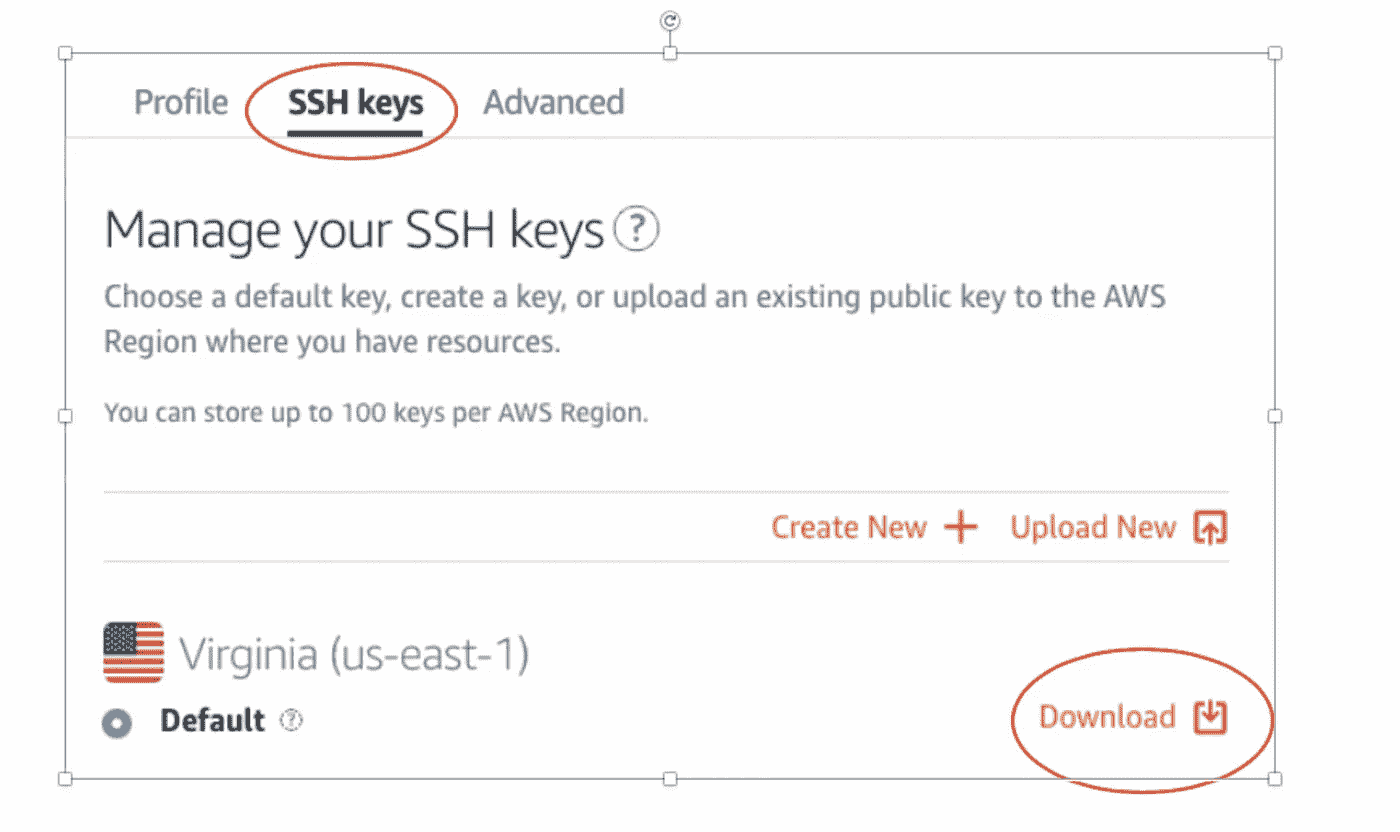 Profile SSH keys Advanced
Manage your SSH keys ?
Choose a default key, create a key, or upload an existing public key to the AWS
Region where you have resources.
You can store up to 100 keys per AWS Region.
Create New + Upload New
Virginia (us-east-1)
Default ?
Download